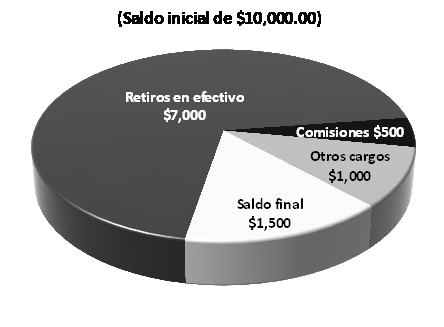 (Saldo inicial de $10,000.00)
Retiros en efectivo
$7,000
Comisiones $500
Otros cargos
$1,000
Saldo final
$1,500